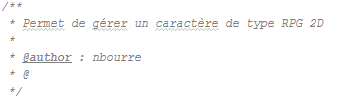 /**
* Permet de gérer un caractère de type RPG 2D
*
* @author : nbourre
* @
*/